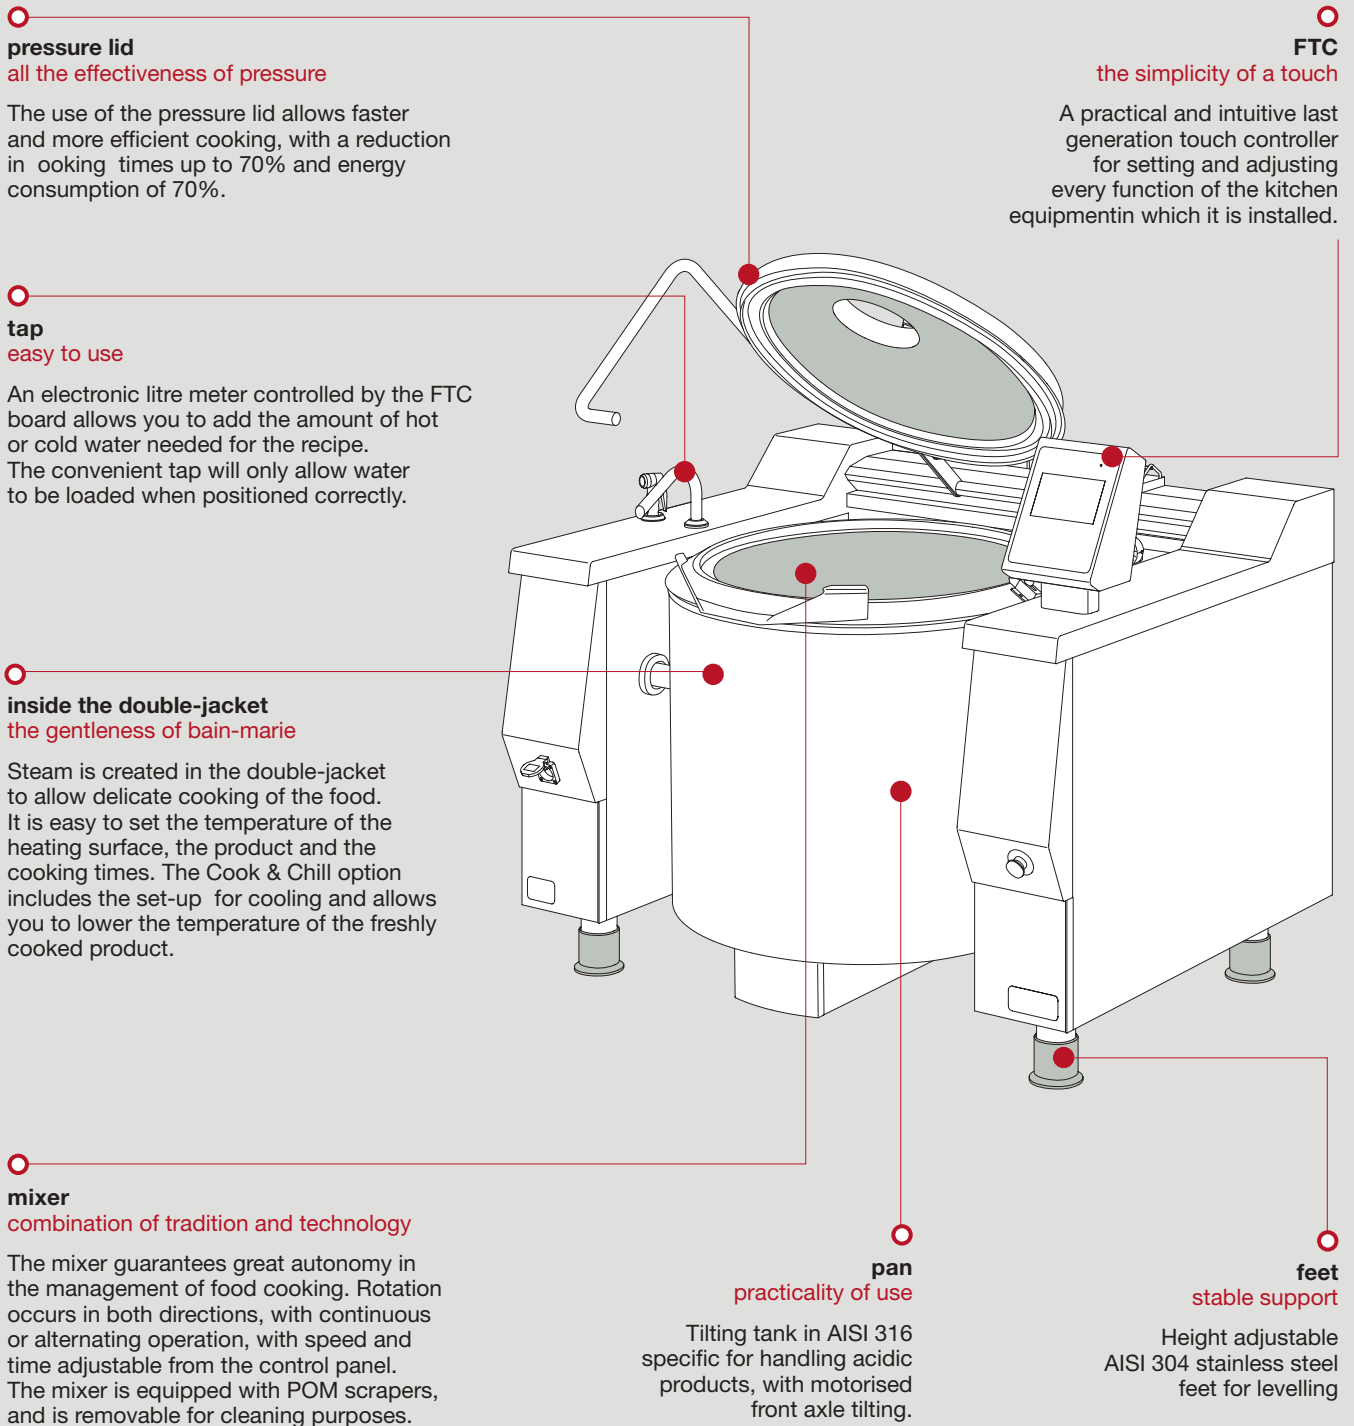 pressure lid
all the effectiveness of pressure
The use of the pressure lid allows faster
and more efficient cooking, with a reduction
in  ooking  times up to 70% and energy
consumption of 70%.
FTC
the simplicity of a touch
A practical and intuitive last
generation touch controller
for setting and adjusting
every function of the kitchen
equipmentin which it is installed.
tap
easy to use
An electronic litre meter controlled by the FTC
board allows you to add the amount of hot
or cold water needed for the recipe.
The convenient tap will only allow water
to be loaded when positioned correctly.
inside the double-jacket
the gentleness of bain-marie
Steam is created in the double-jacket
to allow delicate cooking of the food.
It is easy to set the temperature of the
heating surface, the product and the
cooking times. The Cook & Chill option
includes the set-up  for cooling and allows
you to lower the temperature of the freshly
cooked product.
mixer
combination of tradition and technology
The mixer guarantees great autonomy in
the management of food cooking. Rotation
occurs in both directions, with continuous
or alternating operation, with speed and
time adjustable from the control panel.
The mixer is equipped with POM scrapers,
and is removable for cleaning purposes.
pan
practicality of use
Tilting tank in AISI 316
specific for handling acidic
products, with motorised
front axle tilting.
feet
stable support
Height adjustable
AISI 304 stainless steel
feet for levelling